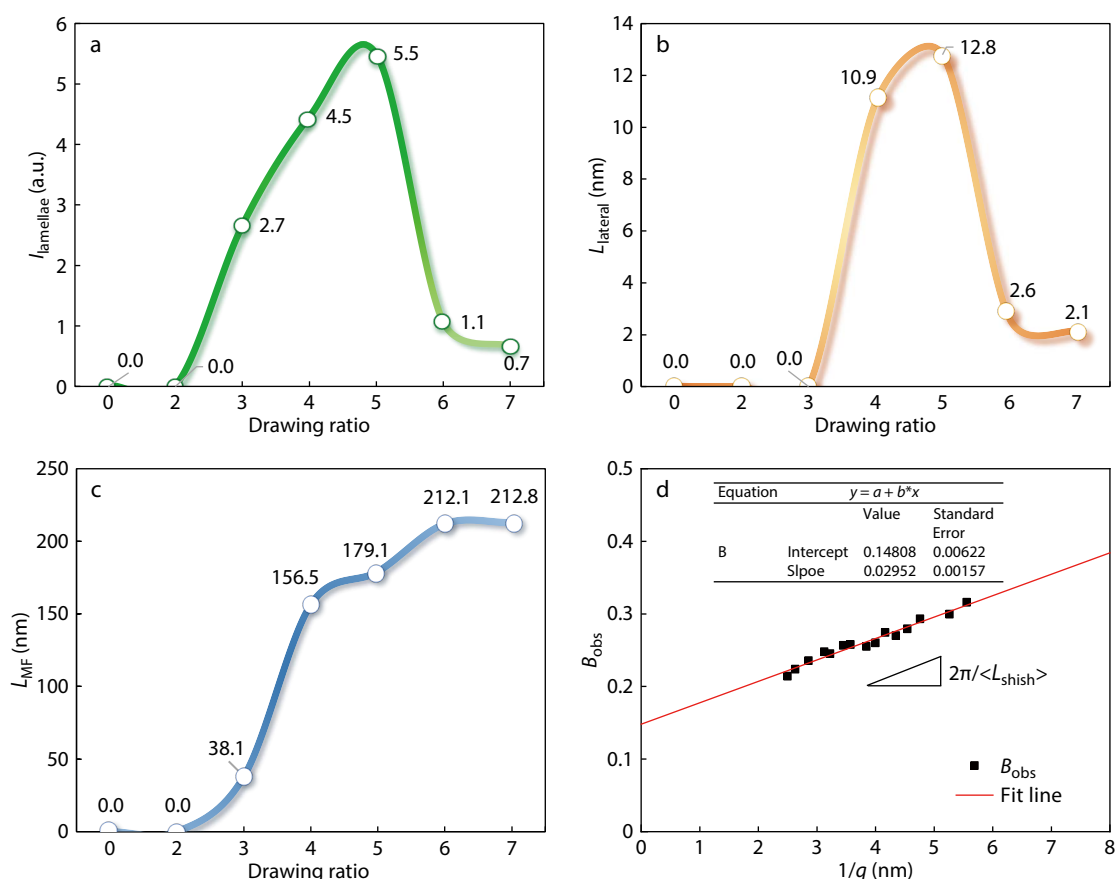 a
6
5
4
3
2
1
0
I_lamellae (a.u.)
0.0
0.0
2.7
4.5
5.5
1.1
0.7
0 2 3 4 5 6 7
Drawing ratio
b
14
12
10
8
6
4
2
0
L_lateral (nm)
0.0
0.0
0.0
10.9
12.8
2.6
2.1
0 2 3 4 5 6 7
Drawing ratio
c
250
200
150
100
50
0
L_MF (nm)
0.0
0.0
38.1
156.5
179.1
212.1
212.8
0 2 3 4 5 6 7
Drawing ratio
d
0.5
0.4
0.3
0.2
0.1
0
B_obs
Equation y = a + b*x
Value Standard
Error
B Intercept 0.14808 0.00622
Slpoe 0.02952 0.00157
2π/<L_shish>
B_obs
Fit line
0 1 2 3 4 5 6 7 8
1/q (nm)